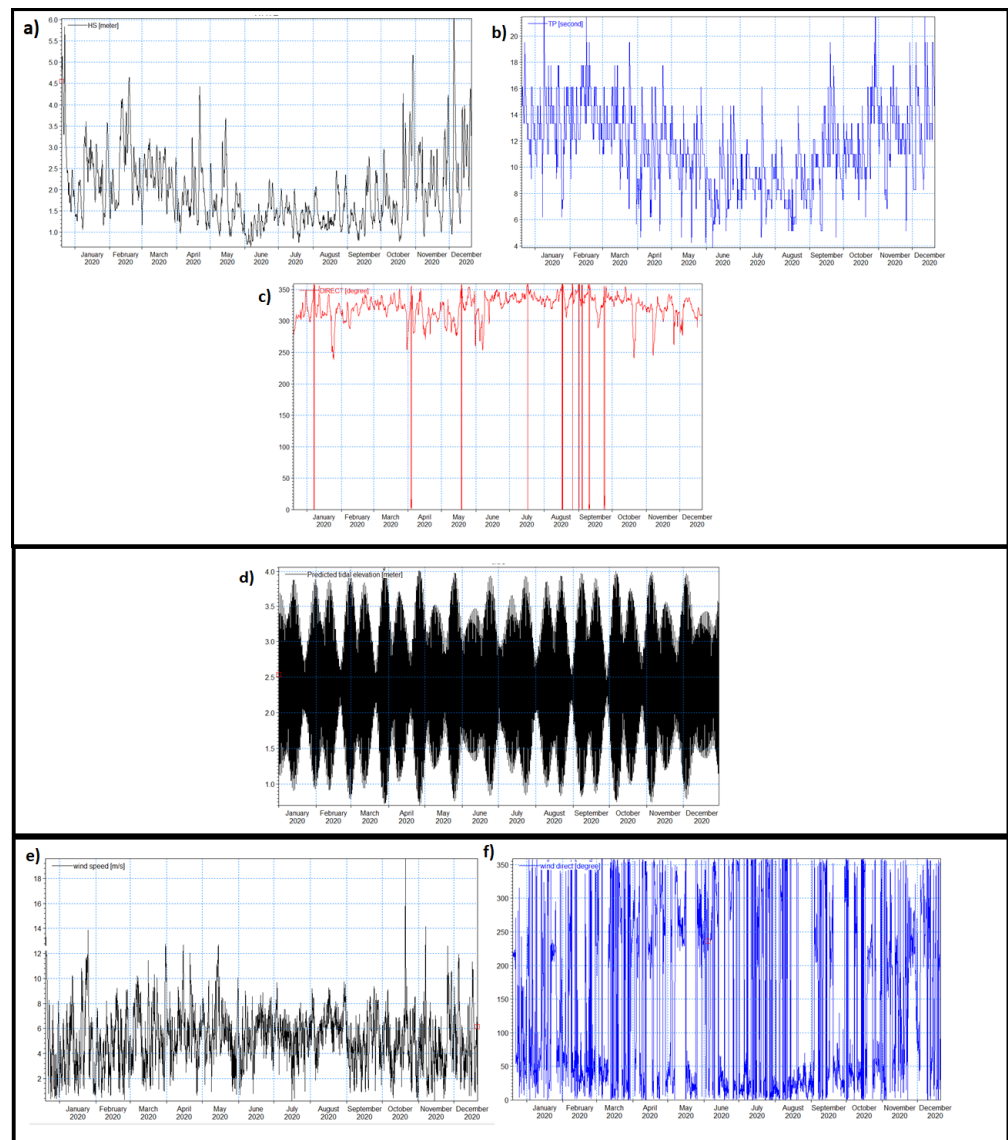 a)
HS [meter]
6.0
5.5
5.0
4.5
4.0
3.5
3.0
2.5
2.0
1.5
1.0
January February March April May June July August September October November December
2020 2020 2020 2020 2020 2020 2020 2020 2020 2020 2020 2020
b)
TP [second]
20
18
16
14
12
10
8
6
4
January February March April May June July August September October November December
2020 2020 2020 2020 2020 2020 2020 2020 2020 2020 2020 2020
c)
DIRECT [degree]
350
300
250
200
150
100
50
0
January February March April May June July August September October November December
2020 2020 2020 2020 2020 2020 2020 2020 2020 2020 2020 2020
d)
Predicted tidal elevation [meter]
4.0
3.5
3.0
2.5
2.0
1.5
1.0
January February March April May June July August September October November December
2020 2020 2020 2020 2020 2020 2020 2020 2020 2020 2020 2020
e)
wind speed [m/s]
18
16
14
12
10
8
6
4
2
January February March April May June July August September October November December
2020 2020 2020 2020 2020 2020 2020 2020 2020 2020 2020 2020
f)
wind direct [degree]
350
300
250
200
150
100
50
0
January February March April May June July August September October November December
2020 2020 2020 2020 2020 2020 2020 2020 2020 2020 2020 2020